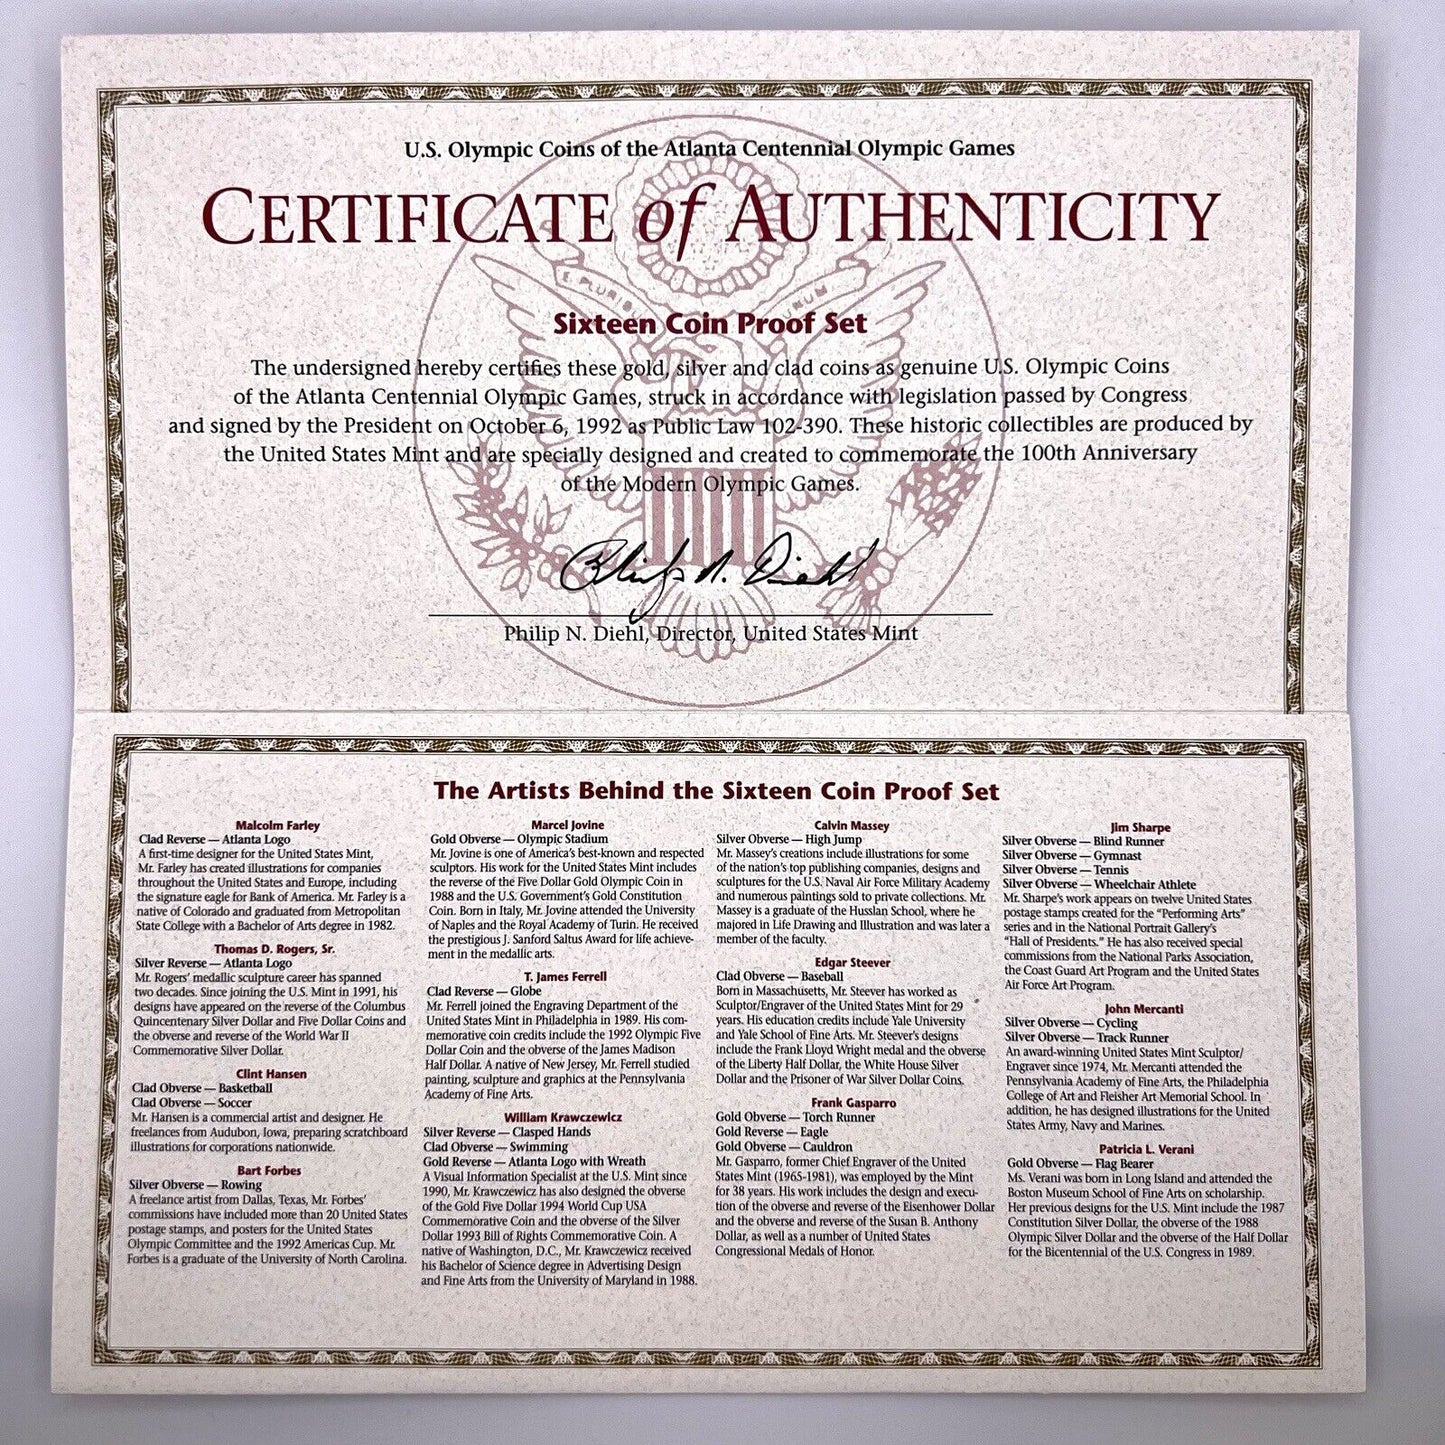 U.S. Olympic Coins of the Atlanta Centennial Olympic Games
CERTIFICATE of AUTHENTICITY
E PLURIB
NUM
Sixteen Coin Proof Set
The undersigned hereby certifies these gold, silver and clad coins as genuine U.S. Olympic Coins
of the Atlanta Centennial Olympic Games, struck in accordance with legislation passed by Congress
and signed by the President on October 6, 1992 as Public Law 102-390. These historic collectibles are produced by
the United States Mint and are specially designed and created to commemorate the 100th Anniversary
of the Modern Olympic Games.
Philip N. Diehl
Philip N. Diehl, Director, United States Mint
The Artists Behind the Sixteen Coin Proof Set
Malcolm Farley
Clad Reverse — Atlanta Logo
A first-time designer for the United States Mint,
Mr. Farley has created illustrations for companies
throughout the United States and Europe, including
the signature eagle for Bank of America. Mr. Farley is a
native of Colorado and graduated from Metropolitan
State College with a Bachelor of Arts degree in 1982.
Thomas D. Rogers, Sr.
Silver Reverse — Atlanta Logo
Mr. Rogers' medallic sculpture career has spanned
two decades. Since joining the U.S. Mint in 1991, his
designs have appeared on the reverse of the Columbus
Quincentenary Silver Dollar and Five Dollar Coins and
the obverse and reverse of the World War II
Commemorative Silver Dollar.
Clint Hansen
Clad Obverse — Basketball
Clad Obverse — Soccer
Mr. Hansen is a commercial artist and designer. He
freelances from Audubon, Iowa, preparing scratchboard
illustrations for corporations nationwide.
Bart Forbes
Silver Obverse — Rowing
A freelance artist from Dallas, Texas, Mr. Forbes'
commissions have included more than 20 United States
postage stamps, and posters for the United States
Olympic Committee and the 1992 Americas Cup. Mr.
Forbes is a graduate of the University of North Carolina.
Marcel Jovine
Gold Obverse — Olympic Stadium
Mr. Jovine is one of America's best-known and respected
sculptors. His work for the United States Mint includes
the reverse of the Five Dollar Gold Olympic Coin in
1988 and the U.S. Government's Gold Constitution
Coin. Born in Italy, Mr. Jovine attended the University
of Naples and the Royal Academy of Turin. He received
the prestigious J. Sanford Saltus Award for life achieve-
ment in the medallic arts.
T. James Ferrell
Clad Reverse — Globe
Mr. Ferrell joined the Engraving Department of the
United States Mint in Philadelphia in 1989. His com-
memorative coin credits include the 1992 Olympic Five
Dollar Coin and the obverse of the James Madison
Half Dollar. A native of New Jersey, Mr. Ferrell studied
painting, sculpture and graphics at the Pennsylvania
Academy of Fine Arts.
William Krawczewicz
Silver Reverse — Clasped Hands
Clad Obverse — Swimming
Gold Reverse — Atlanta Logo with Wreath
A Visual Information Specialist at the U.S. Mint since
1990, Mr. Krawczewicz has also designed the obverse
of the Gold Five Dollar 1994 World Cup USA
Commemorative Coin and the obverse of the Silver
Dollar 1993 Bill of Rights Commemorative Coin. A
native of Washington, D.C., Mr. Krawczewicz received
his Bachelor of Science degree in Advertising Design
and Fine Arts from the University of Maryland in 1988.
Calvin Massey
Silver Obverse — High Jump
Mr. Massey's creations include illustrations for some
of the nation's top publishing companies, designs and
sculptures for the U.S. Naval Air Force Military Academy
and numerous paintings sold to private collections. Mr.
Massey is a graduate of the Husslan School, where he
majored in Life Drawing and Illustration and was later a
member of the faculty.
Edgar Steever
Clad Obverse — Baseball
Born in Massachusetts, Mr. Steever has worked as
Sculptor/Engraver of the United States Mint for 29
years. His education credits include Yale University
and Yale School of Fine Arts. Mr. Steever's designs
include the Frank Lloyd Wright medal and the obverse
of the Liberty Half Dollar, the White House Silver
Dollar and the Prisoner of War Silver Dollar Coins.
Frank Gasparro
Gold Obverse — Torch Runner
Gold Reverse — Eagle
Gold Obverse — Cauldron
Mr. Gasparro, former Chief Engraver of the United
States Mint (1965-1981), was employed by the Mint
for 38 years. His work includes the design and execu-
tion of the obverse and reverse of the Eisenhower Dollar
and the obverse and reverse of the Susan B. Anthony
Dollar, as well as a number of United States
Congressional Medals of Honor.
Jim Sharpe
Silver Obverse — Blind Runner
Silver Obverse — Gymnast
Silver Obverse — Tennis
Silver Obverse — Wheelchair Athlete
Mr. Sharpe's work appears on twelve United States
postage stamps created for the "Performing Arts"
series and in the National Portrait Gallery's
"Hall of Presidents." He has also received special
commissions from the National Parks Association,
the Coast Guard Art Program and the United States
Air Force Art Program.
John Mercanti
Silver Obverse — Cycling
Silver Obverse — Track Runner
An award-winning United States Mint Sculptor/
Engraver since 1974, Mr. Mercanti attended the
Pennsylvania Academy of Fine Arts, the Philadelphia
College of Art and Fleisher Art Memorial School. In
addition, he has designed illustrations for the United
States Army, Navy and Marines.
Patricia L. Verani
Gold Obverse — Flag Bearer
Ms. Verani was born in Long Island and attended the
Boston Museum School of Fine Arts on scholarship.
Her previous designs for the U.S. Mint include the 1987
Constitution Silver Dollar, the obverse of the 1988
Olympic Silver Dollar and the obverse of the Half Dollar
for the Bicentennial of the U.S. Congress in 1989.